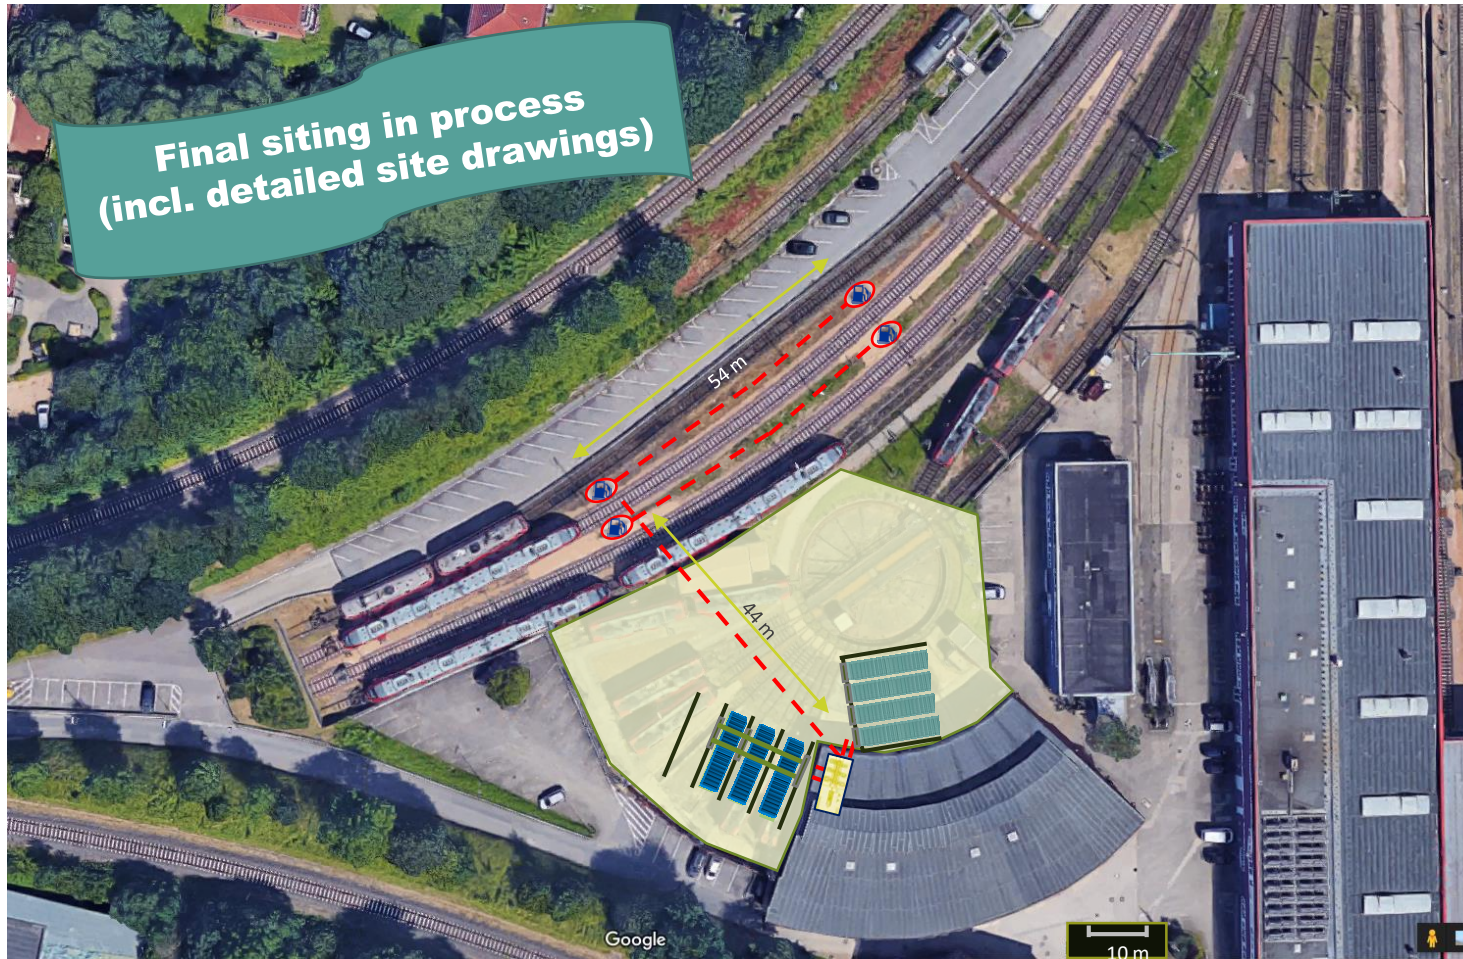 Final siting in process
(incl. detailed site drawings)
54 m
44 m
Google
10 m